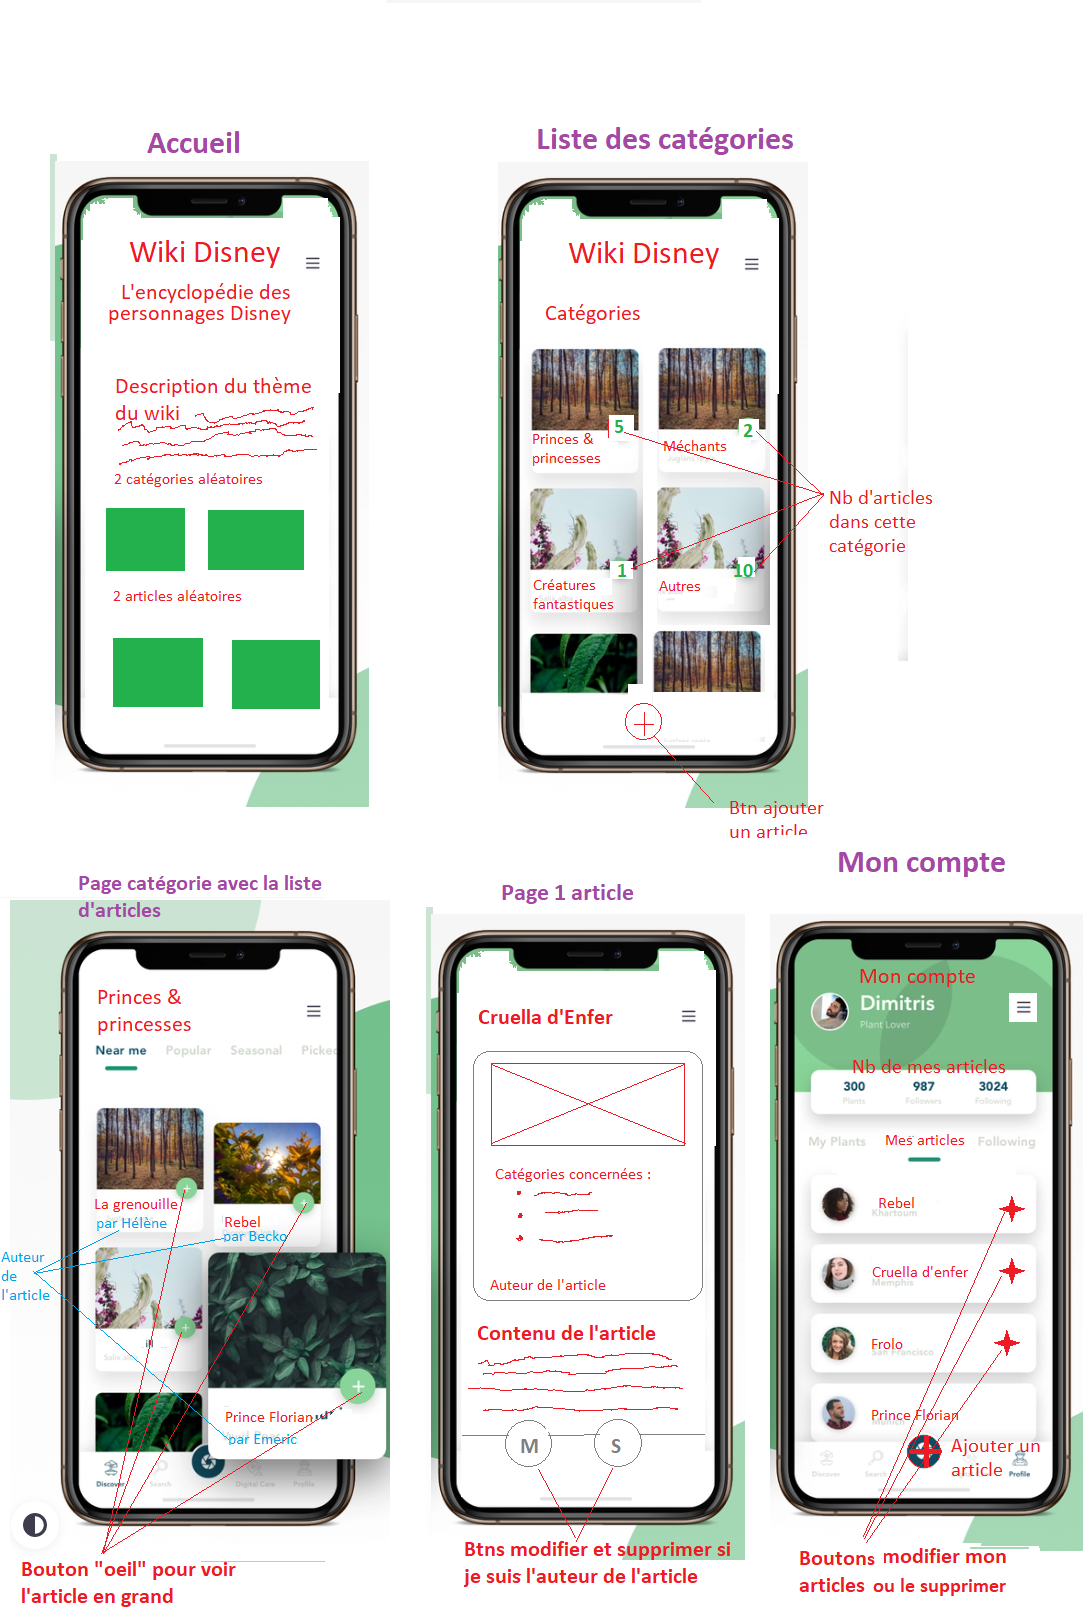 Accueil
Wiki Disney
L'encyclopédie des
personnages Disney
Description du thème
du wiki
2 catégories aléatoires
2 articles aléatoires
Liste des catégories
Wiki Disney
Catégories
5
Princes &
princesses
2
Méchants
1
Créatures
fantastiques
10
Autres
Nb d'articles
dans cette
catégorie
Btn ajouter
un article
Page catégorie avec la liste
d'articles
Princes &
princesses
Near me Popular Seasonal Picked
La grenouille
par Hélène
Rebel
par Becko
Auteur
de
l'article
Prince Florian
par Emeric
Discover Search Digital Care Profile
Bouton "oeil" pour voir
l'article en grand
Page 1 article
Cruella d'Enfer
Catégories concernées :
Auteur de l'article
Contenu de l'article
M S
Btns modifier et supprimer si
je suis l'auteur de l'article
Mon compte
Mon compte
Dimitris
Plant Lover
Nb de mes articles
300 987 3024
Plants Followers Following
My Plants Mes articles Following
Rebel
Khartoum
Cruella d'enfer
Memphis
Frolo
San Francisco
Prince Florian
Ajouter un
article
Discover Search Profile
Boutons modifier mon
articles ou le supprimer